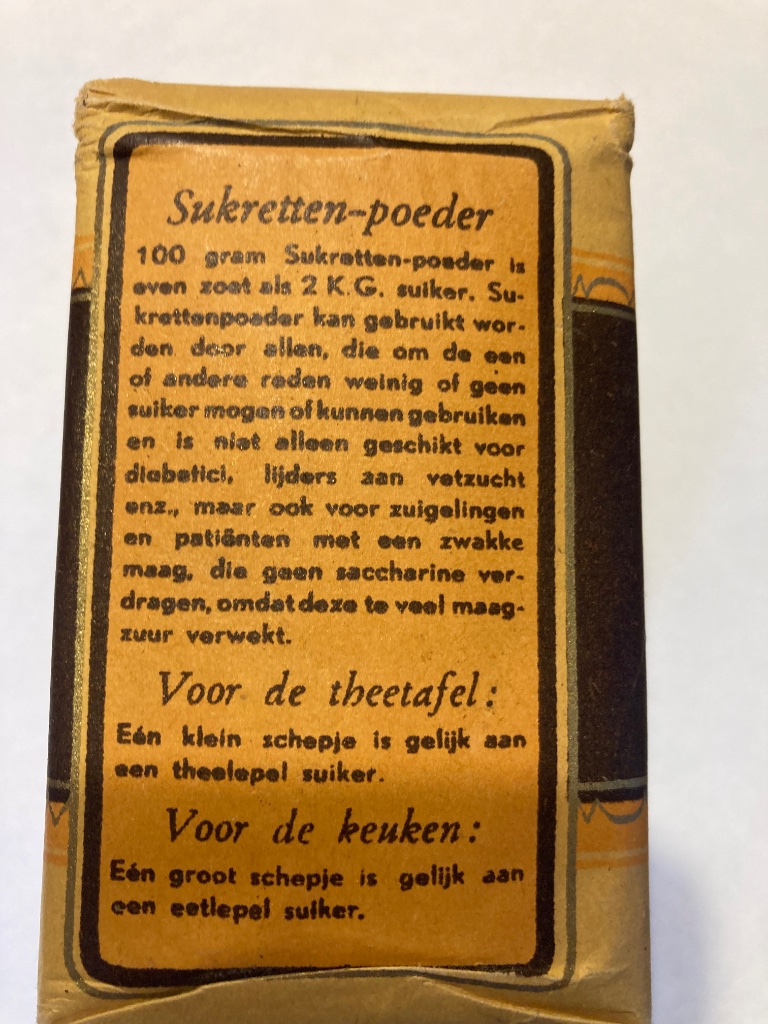 Sukretten-poeder
100 gram Sukretten-poeder is
even zoet als 2 K.G. suiker. Su-
krettenpoeder kan gebruikt wor-
den door allen, die om de een
of andere reden weinig of geen
suiker mogen of kunnen gebruiken
en is niet alleen geschikt voor
diabetici, lijders aan vetzucht
enz., maar ook voor zuigelingen
en patiënten met een zwakke
maag, die geen saccharine ver-
dragen, omdat deze te veel maag-
zuur verwekt.
Voor de theetafel:
Eén klein schepje is gelijk aan
een theelepel suiker.
Voor de keuken:
Eén groot schepje is gelijk aan
een eetlepel suiker.